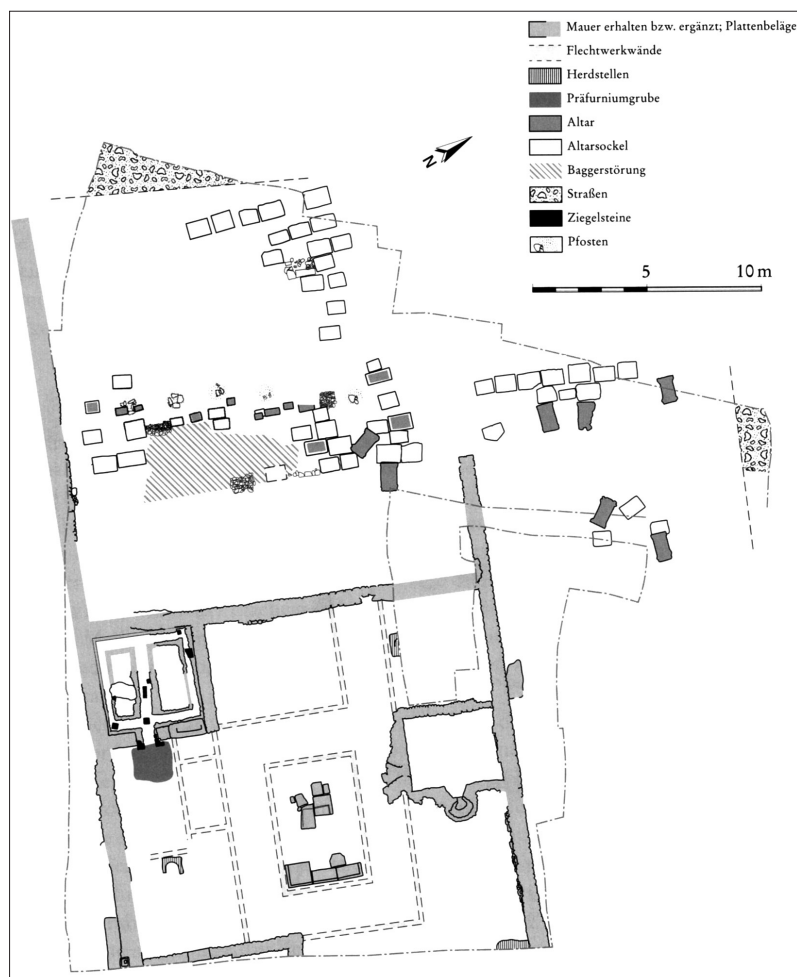 Mauer erhalten bzw. ergänzt; Plattenbeläge
Flechtwerkwände
Herdstellen
Präfurniumgrube
Altar
Altarsockel
Baggerstörung
Straßen
Ziegelsteine
Pfosten
N
5 10 m